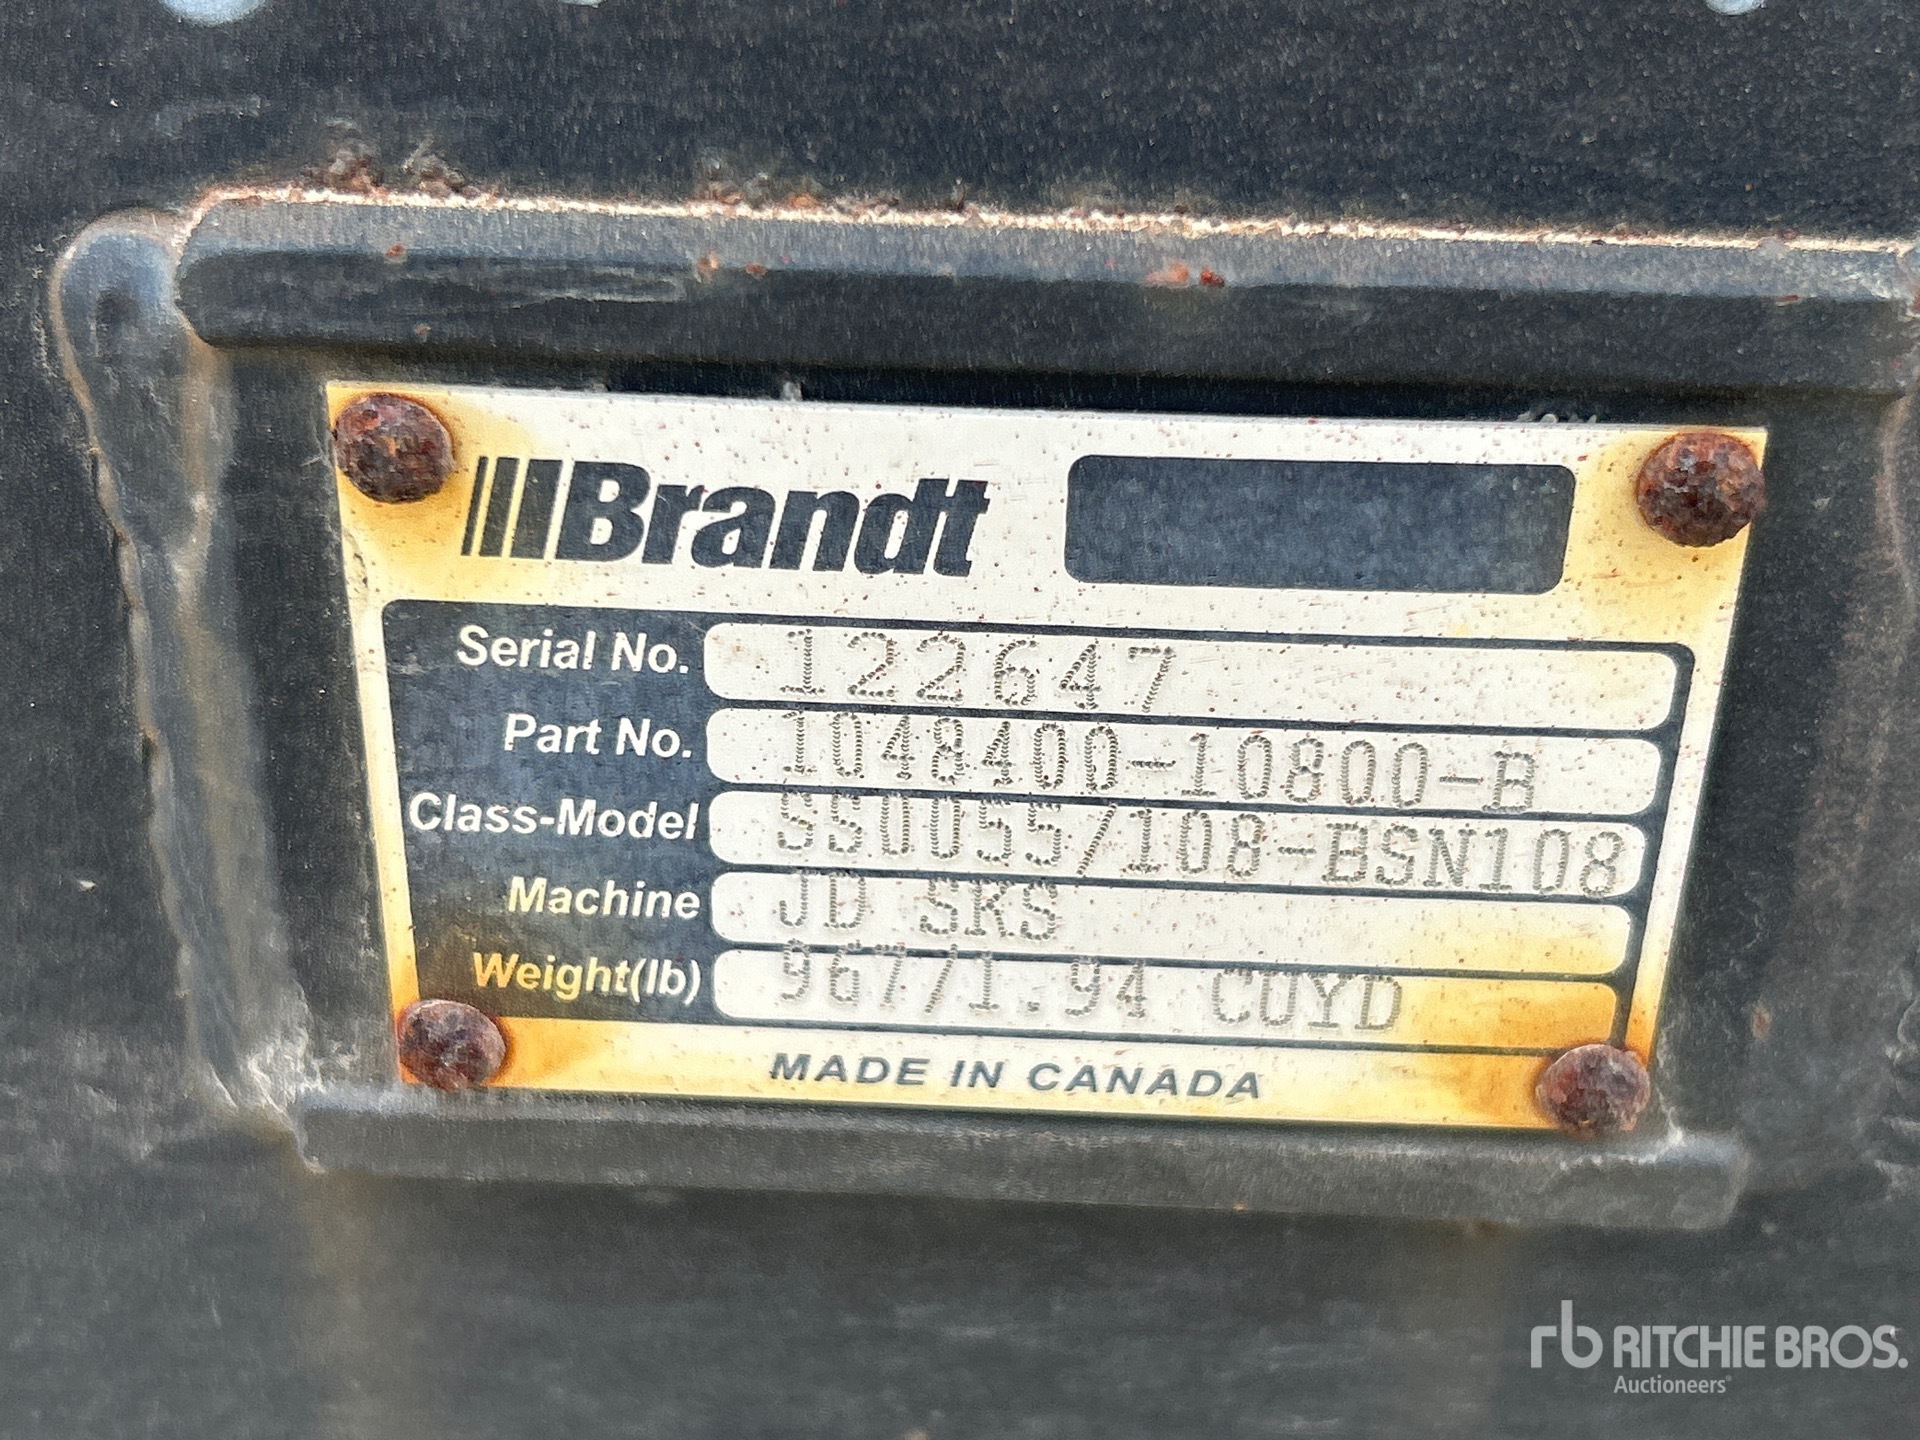 Brandt
Serial No. 122647
Part No. 1048400-10800-B
Class-Model SS0055/108-BSN108
Machine JD SKS
Weight(lb) 967/1.94 CUYD
MADE IN CANADA
rb RITCHIE BROS.
Auctioneers